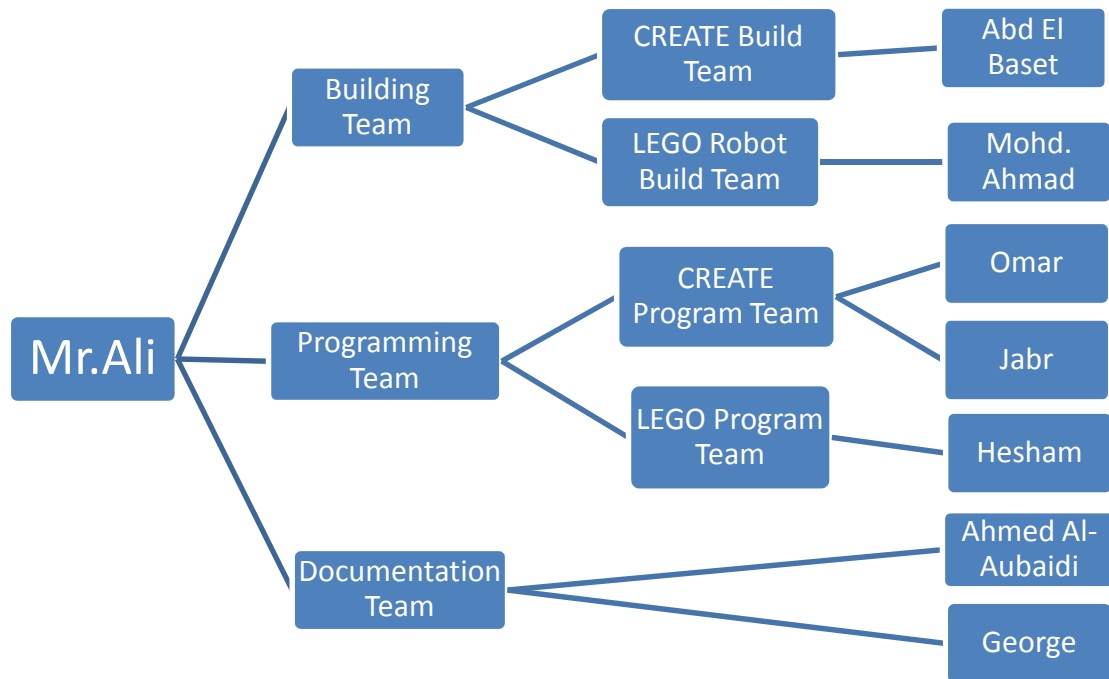 Mr.Ali
Building
Team
CREATE Build
Team
Abd El
Baset
LEGO Robot
Build Team
Mohd.
Ahmad
Programming
Team
CREATE
Program Team
Omar
Jabr
LEGO Program
Team
Hesham
Documentation
Team
Ahmed Al-
Aubaidi
George